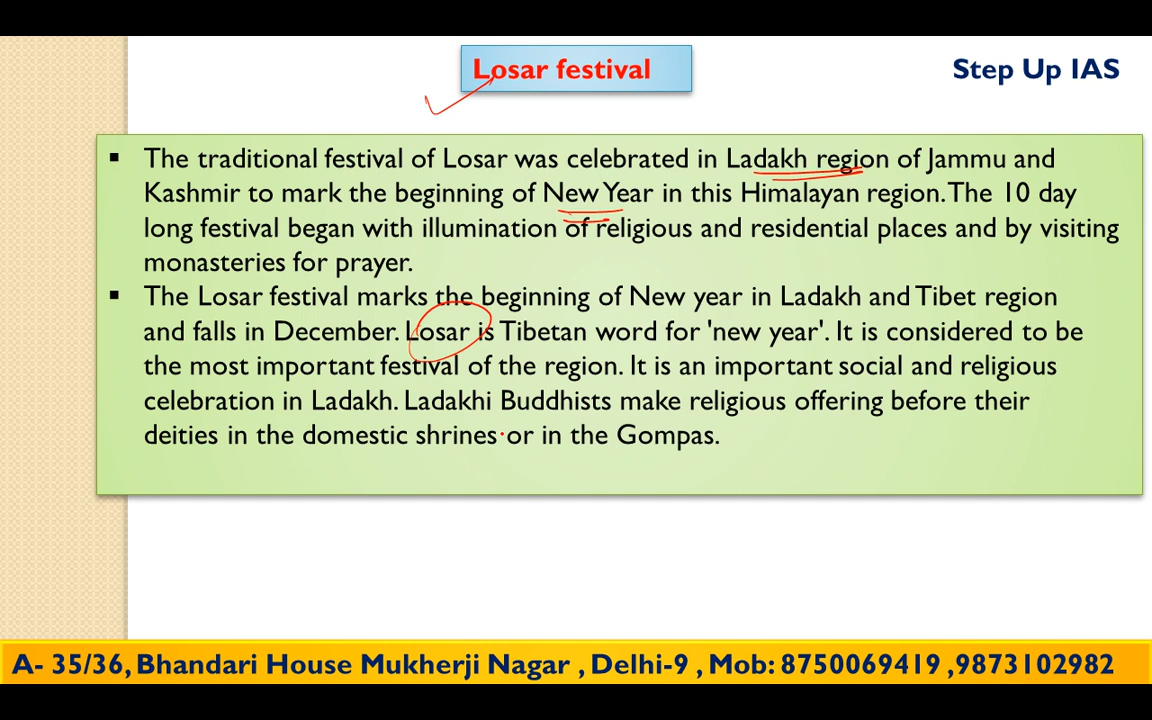 Losar festival
Step Up IAS
▪ The traditional festival of Losar was celebrated in Ladakh region of Jammu and
Kashmir to mark the beginning of New Year in this Himalayan region. The 10 day
long festival began with illumination of religious and residential places and by visiting
monasteries for prayer.
▪ The Losar festival marks the beginning of New year in Ladakh and Tibet region
and falls in December. Losar is Tibetan word for 'new year'. It is considered to be
the most important festival of the region. It is an important social and religious
celebration in Ladakh. Ladakhi Buddhists make religious offering before their
deities in the domestic shrines or in the Gompas.
A- 35/36, Bhandari House Mukherji Nagar , Delhi-9 , Mob: 8750069419 ,9873102982